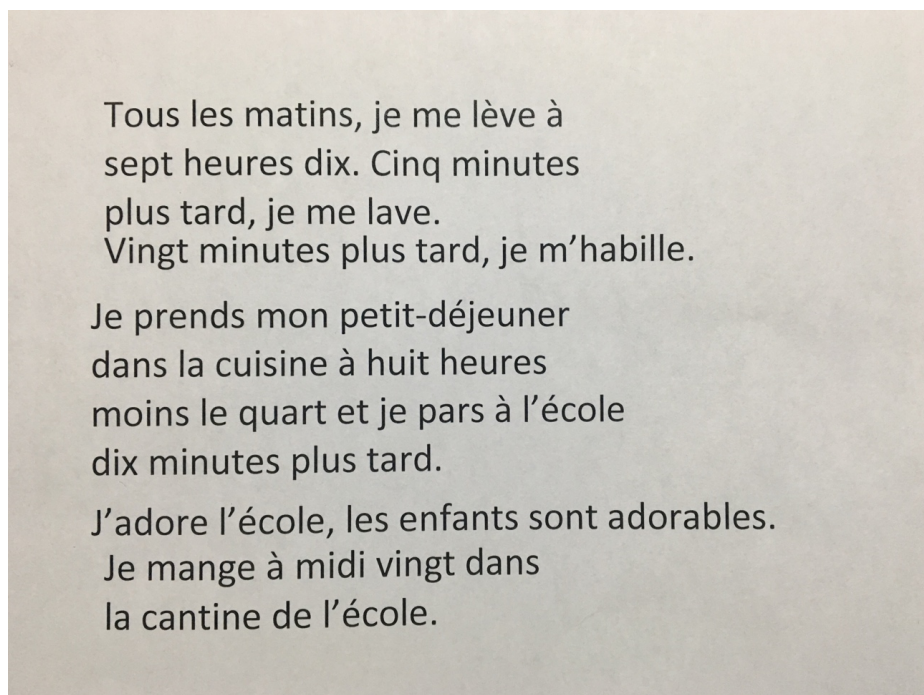 Tous les matins, je me lève à
sept heures dix. Cinq minutes
plus tard, je me lave.
Vingt minutes plus tard, je m’habille.
Je prends mon petit-déjeuner
dans la cuisine à huit heures
moins le quart et je pars à l’école
dix minutes plus tard.
J’adore l’école, les enfants sont adorables.
Je mange à midi vingt dans
la cantine de l’école.